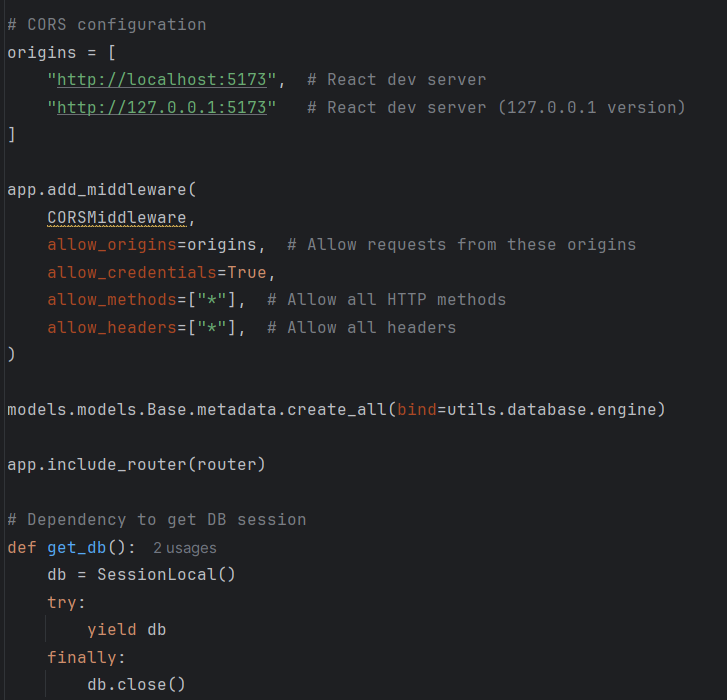 # CORS configuration
origins = [
    "http://localhost:5173",  # React dev server
    "http://127.0.0.1:5173"   # React dev server (127.0.0.1 version)
]
app.add_middleware(
    CORSMiddleware,
    allow_origins=origins,  # Allow requests from these origins
    allow_credentials=True,
    allow_methods=["*"],  # Allow all HTTP methods
    allow_headers=["*"],  # Allow all headers
)
models.models.Base.metadata.create_all(bind=utils.database.engine)
app.include_router(router)
# Dependency to get DB session
def get_db():  2 usages
    db = SessionLocal()
    try:
        yield db
    finally:
        db.close()